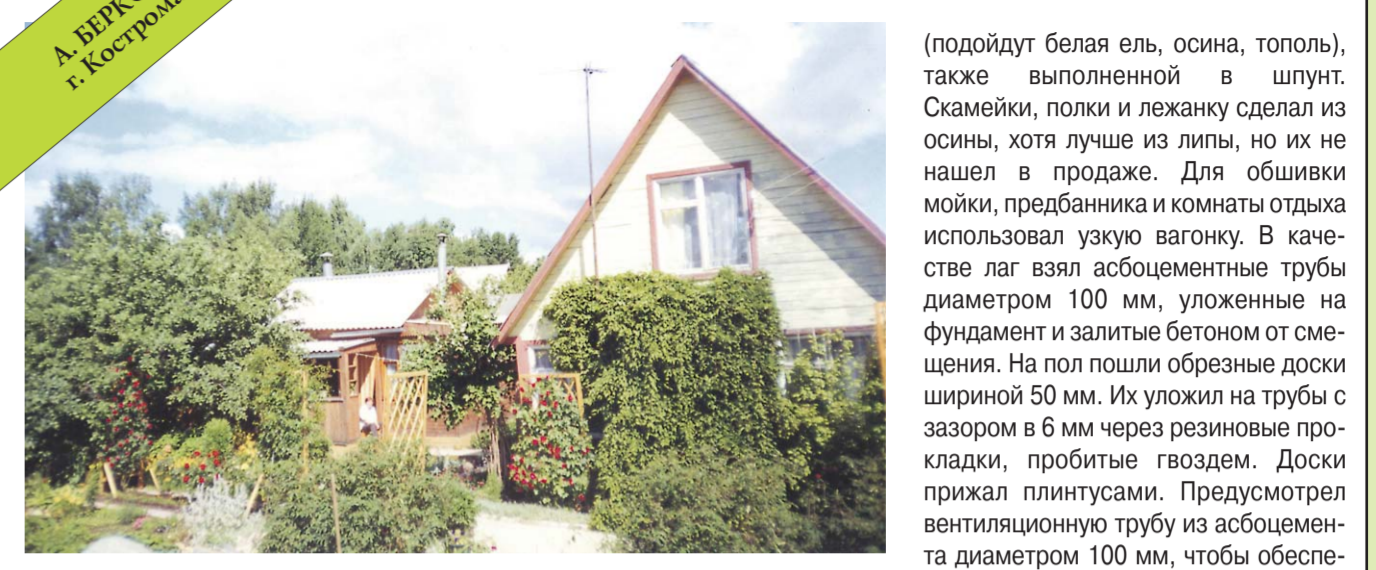 А.
г. Кострома
(подойдут белая ель, осина, тополь),
также выполненной в шпунт.
Скамейки, полки и лежанку сделал из
осины, хотя лучше из липы, но их не
нашел в продаже. Для обшивки
мойки, предбанника и комнаты отдыха
использовал узкую вагонку. В каче-
стве лаг взял асбоцементные трубы
диаметром 100 мм, уложенные на
фундамент и залитые бетоном от сме-
щения. На пол пошли обрезные доски
шириной 50 мм. Их уложил на трубы с
зазором в 6 мм через резиновые про-
кладки, пробитые гвоздем. Доски
прижал плинтусами. Предусмотрел
вентиляционную трубу из асбоцемен-
та диаметром 100 мм, чтобы обеспе-